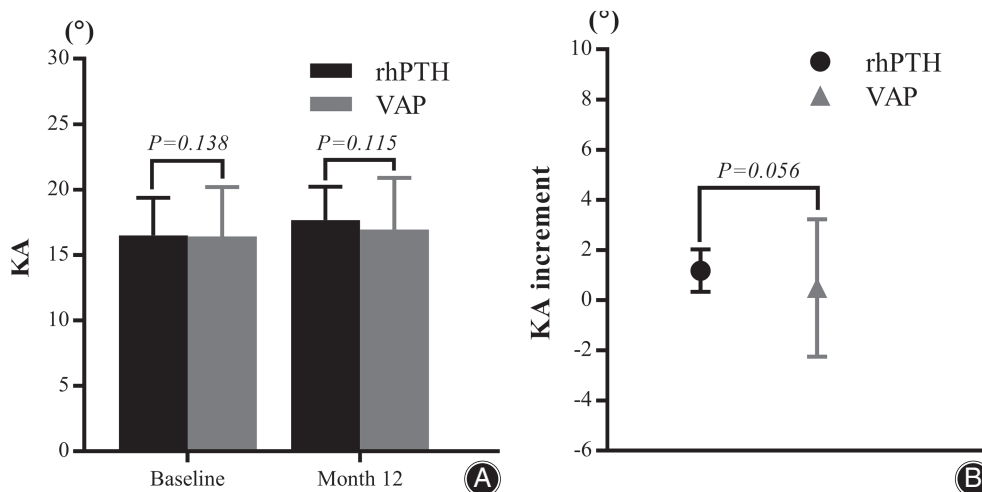 (°)
30
25
20
15
10
5
0
KA
rhPTH
VAP
P=0.138
P=0.115
Baseline
Month 12
A
(°)
10
8
6
4
2
0
-2
-4
-6
KA increment
rhPTH
VAP
P=0.056
B